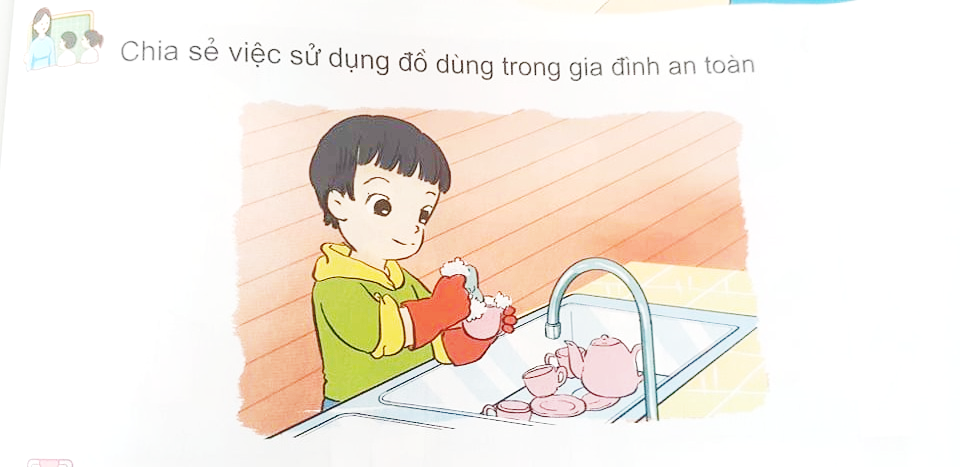 Chia sẻ việc sử dụng đồ dùng trong gia đình an toàn